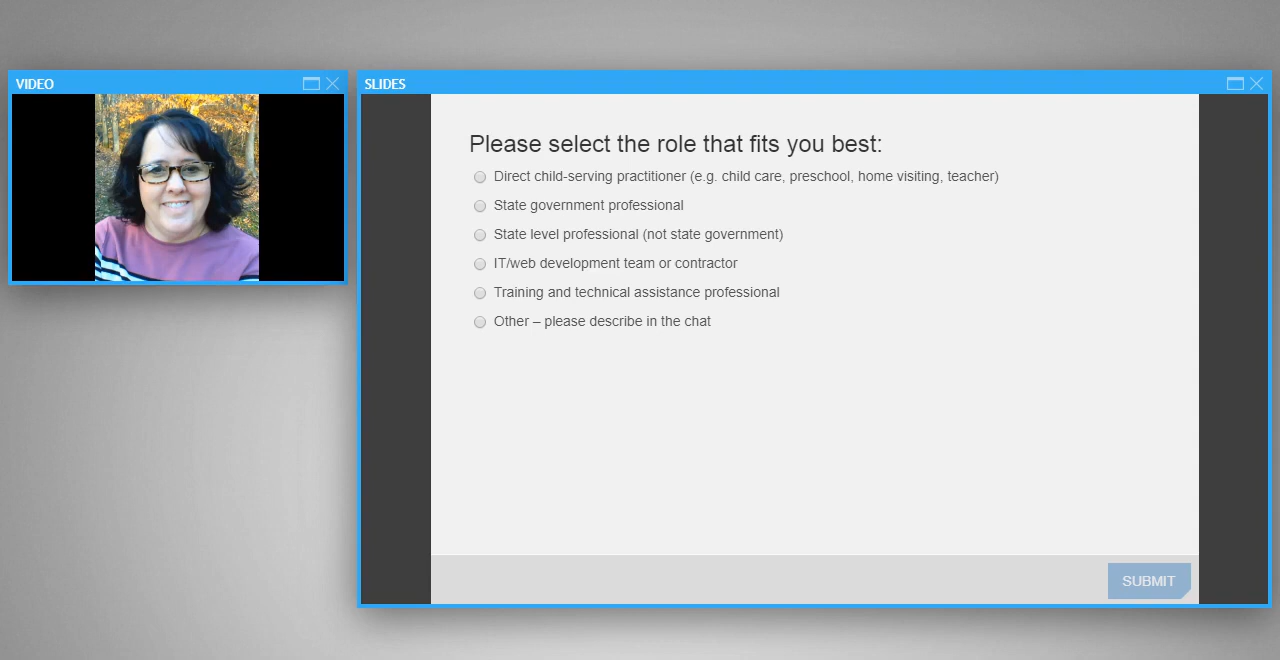 VIDEO
SLIDES
Please select the role that fits you best:
Direct child-serving practitioner (e.g. child care, preschool, home visiting, teacher)
State government professional
State level professional (not state government)
IT/web development team or contractor
Training and technical assistance professional
Other – please describe in the chat
SUBMIT